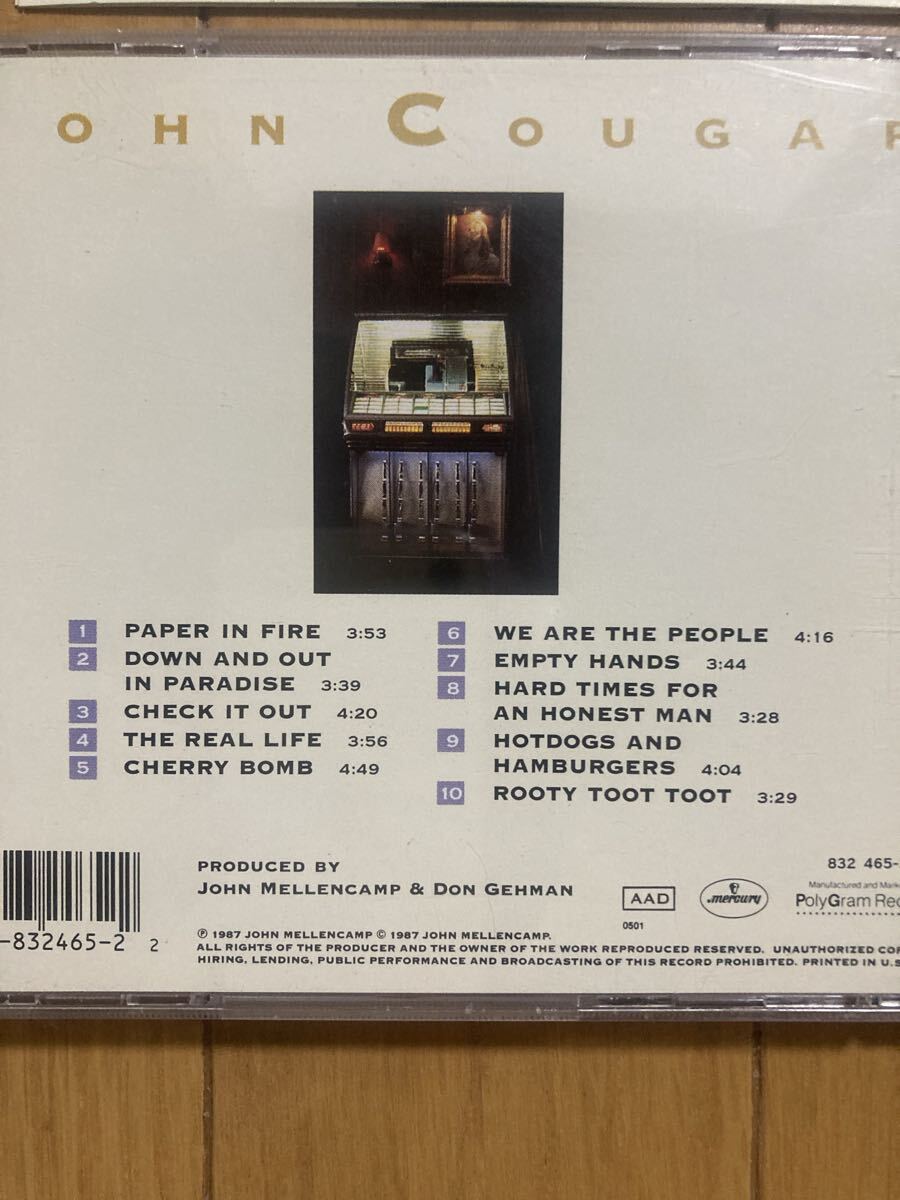 OHN COUGAR
1 PAPER IN FIRE 3:53
2 DOWN AND OUT
IN PARADISE 3:39
3 CHECK IT OUT 4:20
4 THE REAL LIFE 3:56
5 CHERRY BOMB 4:49
6 WE ARE THE PEOPLE 4:16
7 EMPTY HANDS 3:44
8 HARD TIMES FOR
AN HONEST MAN 3:28
9 HOTDOGS AND
HAMBURGERS 4:04
10 ROOTY TOOT TOOT 3:29
-832465-2 2
PRODUCED BY
JOHN MELLENCAMP & DON GEHMAN
AAD
0501
mercury
832 465-
Manufactured and Marke
PolyGram Rec
℗ 1987 JOHN MELLENCAMP © 1987 JOHN MELLENCAMP.
ALL RIGHTS OF THE PRODUCER AND THE OWNER OF THE WORK REPRODUCED RESERVED. UNAUTHORIZED COP
HIRING, LENDING, PUBLIC PERFORMANCE AND BROADCASTING OF THIS RECORD PROHIBITED. PRINTED IN U.S